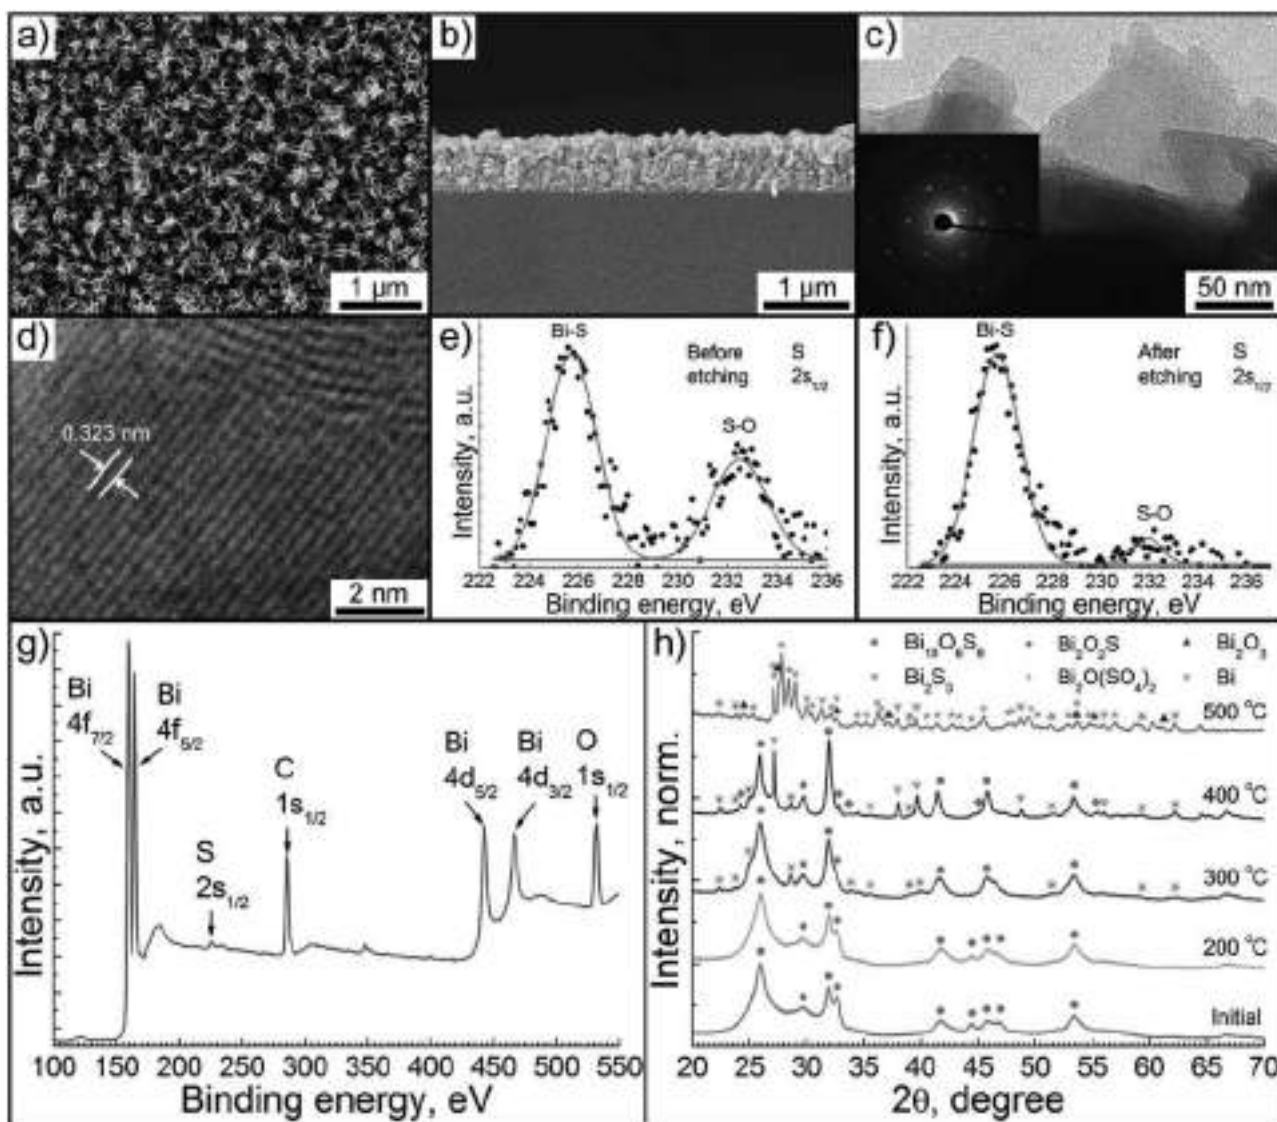 a)
1 µm
b)
1 µm
c)
50 nm
d)
0.323 nm
2 nm
e)
Bi-S
Before S
etching 2s₁/₂
S-O
Intensity, a.u.
222 224 226 228 230 232 234 236
Binding energy, eV
f)
Bi-S
After S
etching 2s₁/₂
S-O
Intensity, a.u.
222 224 226 228 230 232 234 236
Binding energy, eV
g)
Bi
4f₇/₂
Bi
4f₅/₂
S
2s₁/₂
C
1s₁/₂
Bi
4d₅/₂
Bi
4d₃/₂
O
1s₁/₂
Intensity, a.u.
100 150 200 250 300 350 400 450 500 550
Binding energy, eV
h)
Bi₂O₂S
Bi₂O₃
Bi₂S₃
Bi₂O(SO₄)₂
Bi
500 °C
400 °C
300 °C
200 °C
Initial
Intensity, norm.
20 25 30 35 40 45 50 55 60 65 70
2θ, degree